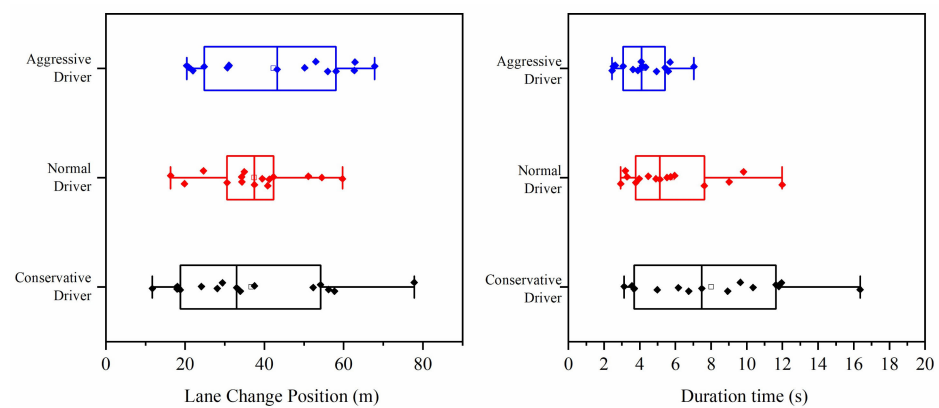 Aggressive
Driver
Normal
Driver
Conservative
Driver
0 20 40 60 80
Lane Change Position (m)
Aggressive
Driver
Normal
Driver
Conservative
Driver
0 2 4 6 8 10 12 14 16 18 20
Duration time (s)